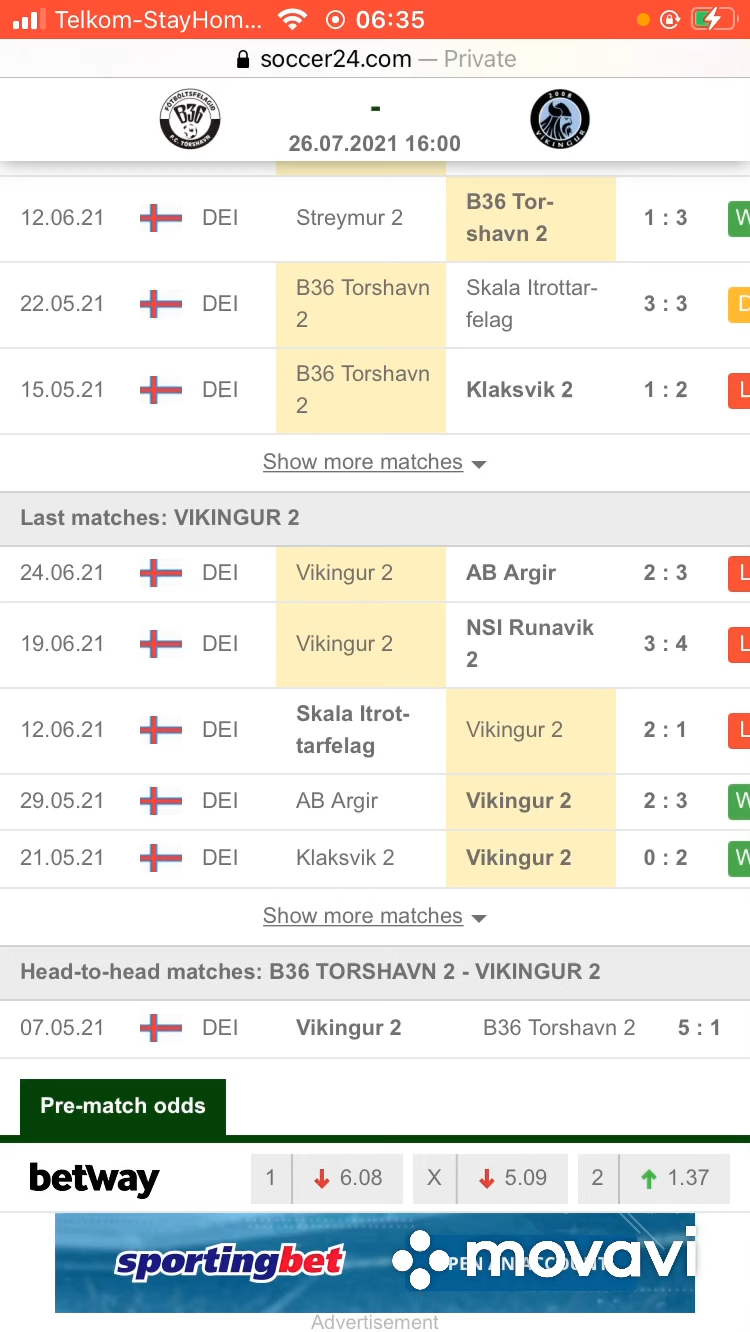 Telkom-StayHom... 06:35
soccer24.com — Private
FÓTBÓLTSFELAGIÐ
B36
F.C. TÓRSHAVN
-
26.07.2021 16:00
2008
VÍKINGUR
12.06.21 DEI Streymur 2 B36 Tor-
shavn 2 1 : 3 W
22.05.21 DEI B36 Torshavn
2 Skala Itrottar-
felag 3 : 3 D
15.05.21 DEI B36 Torshavn
2 Klaksvik 2 1 : 2 L
Show more matches
Last matches: VIKINGUR 2
24.06.21 DEI Vikingur 2 AB Argir 2 : 3 L
19.06.21 DEI Vikingur 2 NSI Runavik
2 3 : 4 L
12.06.21 DEI Skala Itrot-
tarfelag Vikingur 2 2 : 1 L
29.05.21 DEI AB Argir Vikingur 2 2 : 3 W
21.05.21 DEI Klaksvik 2 Vikingur 2 0 : 2 W
Show more matches
Head-to-head matches: B36 TORSHAVN 2 - VIKINGUR 2
07.05.21 DEI Vikingur 2 B36 Torshavn 2 5 : 1
Pre-match odds
betway 1 6.08 X 5.09 2 1.37
sportingbet movavi
Advertisement